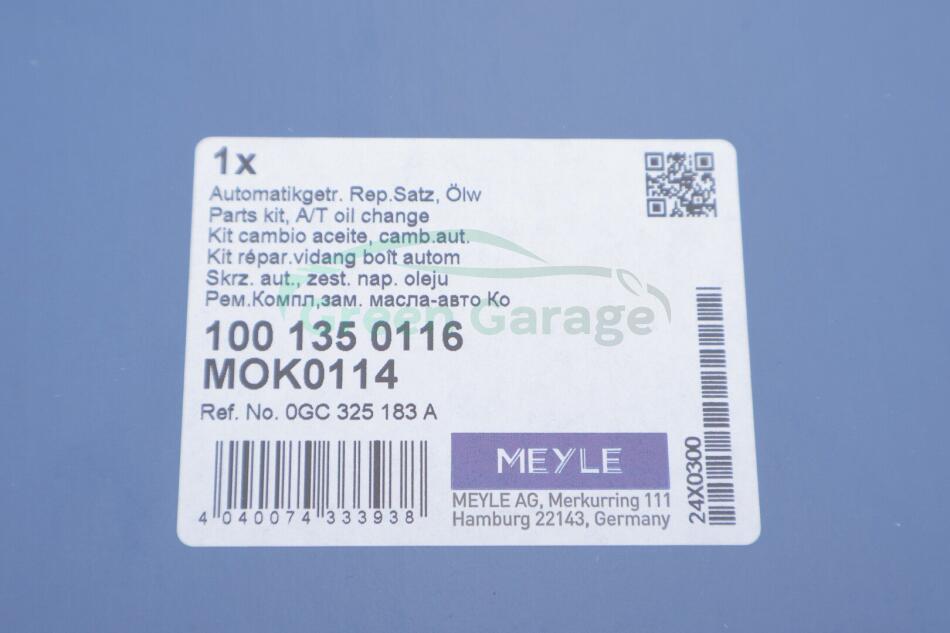 1x
Automatikgetr. Rep.Satz, Ölw
Parts kit, A/T oil change
Kit cambio aceite, camb.aut.
Kit répar.vidang boît autom
Skrz. aut., zest. nap. oleju
Рем.Компл,зам. масла-авто Ко
Green Garage
100 135 0116
MOK0114
Ref. No. 0GC 325 183 A
4 040074 333938
MEYLE
MEYLE AG, Merkurring 111
Hamburg 22143, Germany
24X0300